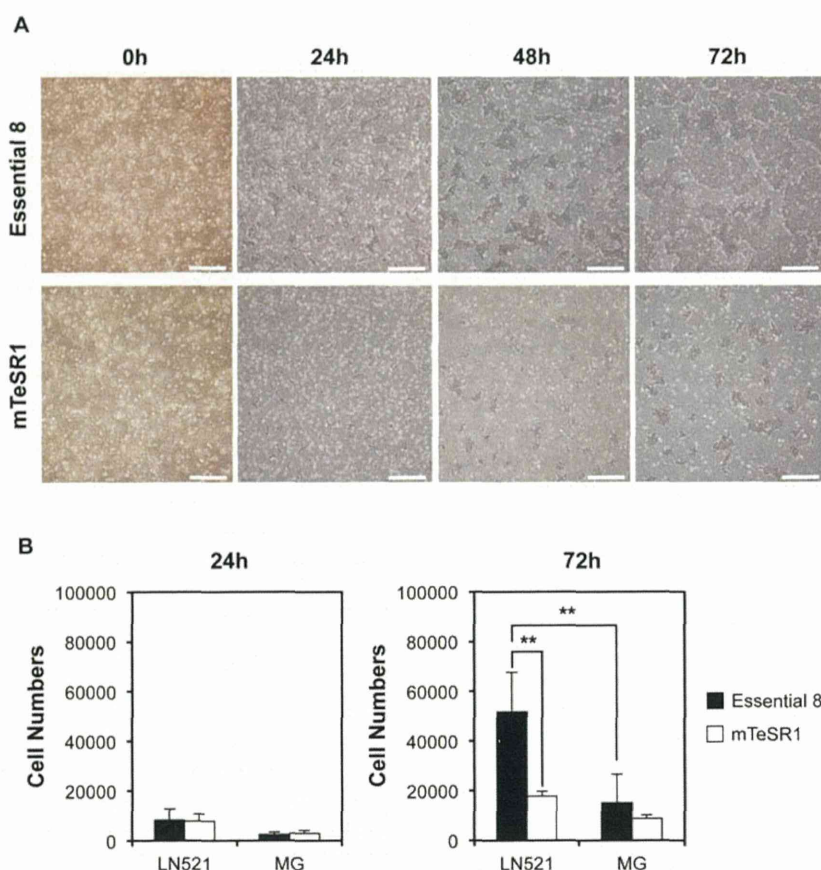 A
0h 24h 48h 72h
Essential 8
mTeSR1
B
24h
Cell Numbers
100000
80000
60000
40000
20000
0
LN521 MG
72h
Cell Numbers
100000
80000
60000
40000
20000
0
**
**
LN521 MG
Essential 8
mTeSR1